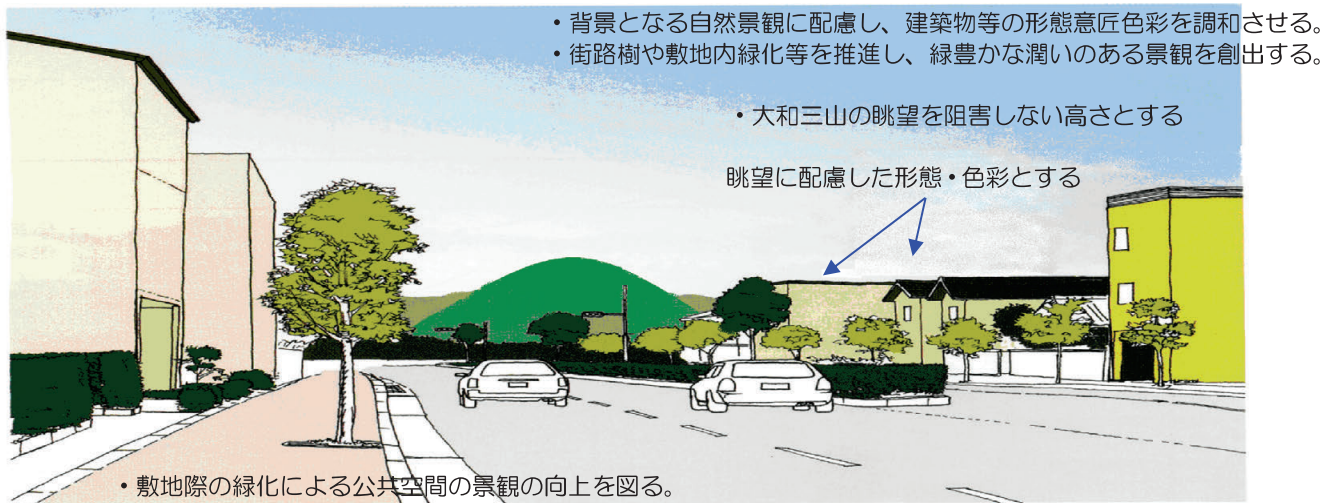 ・背景となる自然景観に配慮し、建築物等の形態意匠色彩を調和させる。
・街路樹や敷地内緑化等を推進し、緑豊かな潤いのある景観を創出する。
・大和三山の眺望を阻害しない高さとする
眺望に配慮した形態・色彩とする
・敷地際の緑化による公共空間の景観の向上を図る。